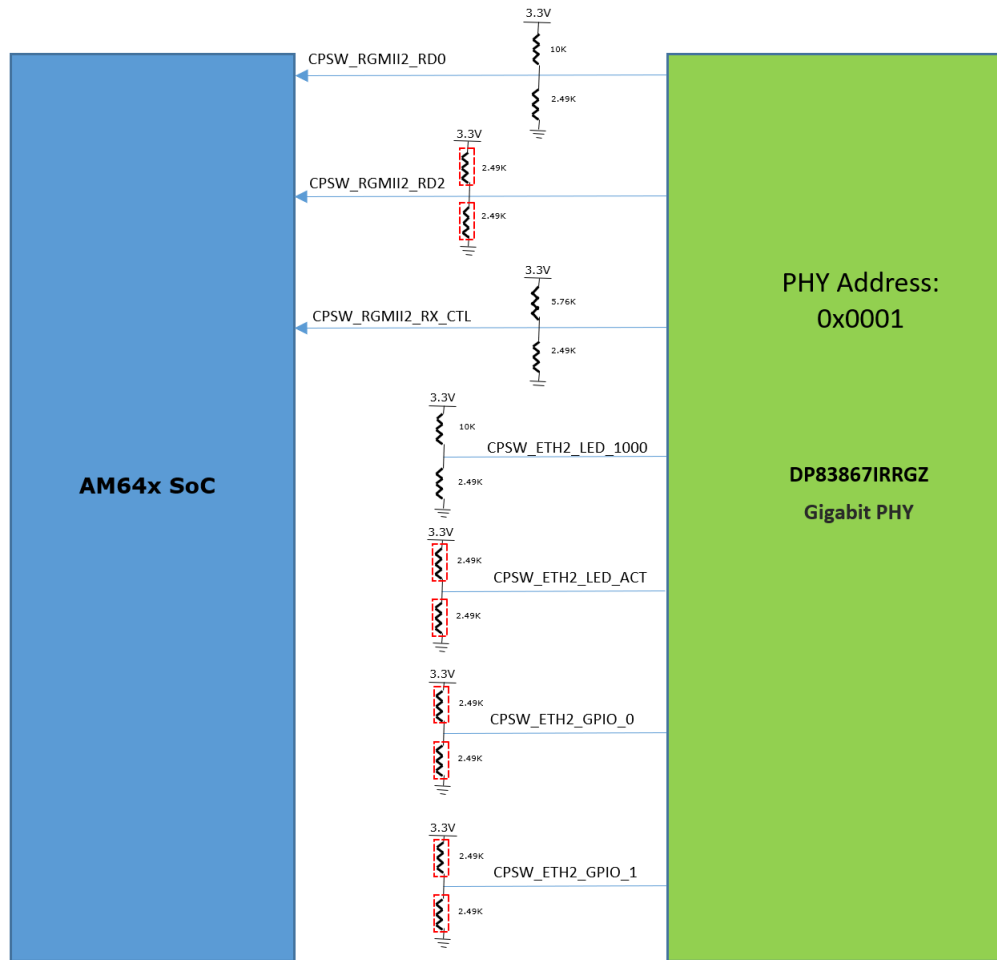 3.3V
10K
CPSW_RGMII2_RD0
2.49K
3.3V
2.49K
CPSW_RGMII2_RD2
2.49K
3.3V
PHY Address:
0x0001
5.76K
CPSW_RGMII2_RX_CTL
2.49K
3.3V
10K
CPSW_ETH2_LED_1000
2.49K
AM64x SoC
DP83867IRRGZ
Gigabit PHY
3.3V
2.49K
CPSW_ETH2_LED_ACT
2.49K
3.3V
2.49K
CPSW_ETH2_GPIO_0
2.49K
3.3V
2.49K
CPSW_ETH2_GPIO_1
2.49K